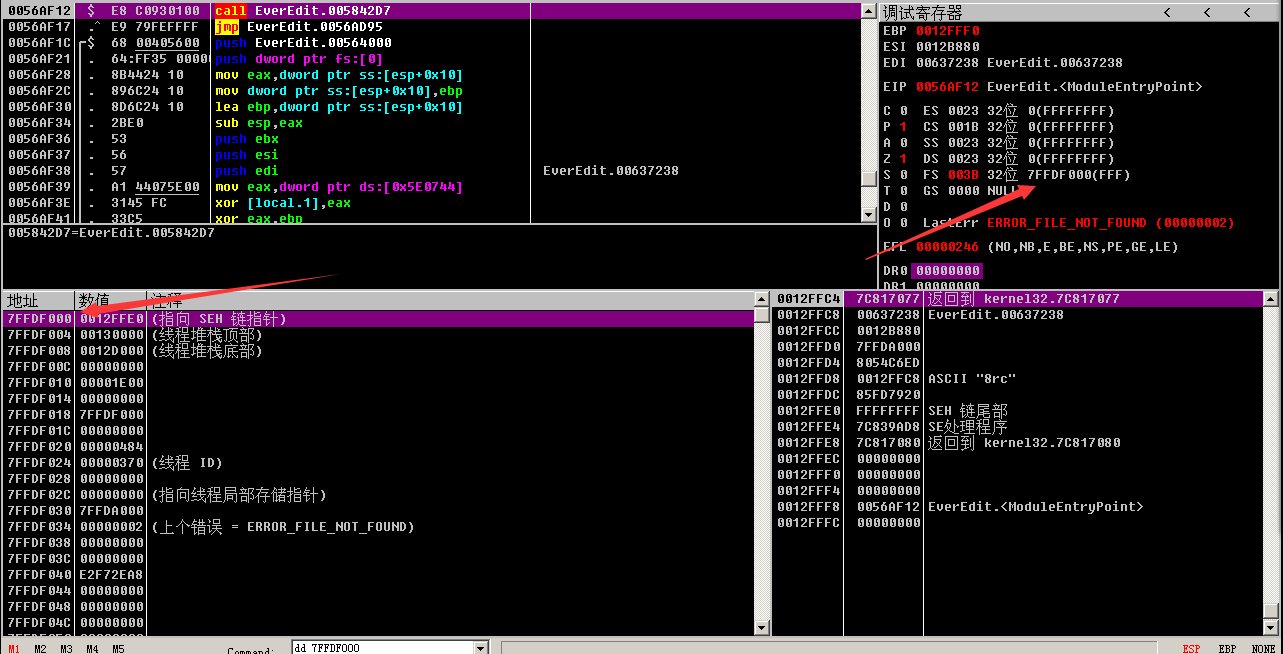 0056AF12 $ E8 C0930100 call EverEdit.005842D7
0056AF17 .^ E9 79FEFFFF jmp EverEdit.0056AD95
0056AF1C $ 68 00405600 push EverEdit.00564000
0056AF21 . 64:FF35 0000 push dword ptr fs:[0]
0056AF28 . 8B4424 10 mov eax,dword ptr ss:[esp+0x10]
0056AF2C . 896C24 10 mov dword ptr ss:[esp+0x10],ebp
0056AF30 . 8D6C24 10 lea ebp,dword ptr ss:[esp+0x10]
0056AF34 . 2BE0 sub esp,eax
0056AF36 . 53 push ebx
0056AF37 . 56 push esi
0056AF38 . 57 push edi EverEdit.00637238
0056AF39 . A1 44075E00 mov eax,dword ptr ds:[0x5E0744]
0056AF3E . 3145 FC xor [local.1],eax
0056AF41 . 33C5 xor eax,ebp
005842D7=EverEdit.005842D7
调试寄存器 < < <
EBP 0012FFF0
ESI 0012B880
EDI 00637238 EverEdit.00637238
EIP 0056AF12 EverEdit.<ModuleEntryPoint>
C 0 ES 0023 32位 0(FFFFFFFF)
P 1 CS 001B 32位 0(FFFFFFFF)
A 0 SS 0023 32位 0(FFFFFFFF)
Z 1 DS 0023 32位 0(FFFFFFFF)
S 0 FS 003B 32位 7FFDF000(FFF)
T 0 GS 0000 NULL
D 0
O 0 LastErr ERROR_FILE_NOT_FOUND (00000002)
EFL 00000246 (NO,NB,E,BE,NS,PE,GE,LE)
DR0 00000000
DR1 00000000
地址 数值 注释
7FFDF000 0012FFE0 (指向 SEH 链指针)
7FFDF004 00130000 (线程堆栈顶部)
7FFDF008 0012D000 (线程堆栈底部)
7FFDF00C 00000000
7FFDF010 00001E00
7FFDF014 00000000
7FFDF018 7FFDF000
7FFDF01C 00000000
7FFDF020 00000484
7FFDF024 00000370 (线程 ID)
7FFDF028 00000000
7FFDF02C 00000000 (指向线程局部存储指针)
7FFDF030 7FFDA000
7FFDF034 00000002 (上个错误 = ERROR_FILE_NOT_FOUND)
7FFDF038 00000000
7FFDF03C 00000000
7FFDF040 E2F72EA8
7FFDF044 00000000
7FFDF048 00000000
7FFDF04C 00000000
0012FFC4 7C817077 返回到 kernel32.7C817077
0012FFC8 00637238 EverEdit.00637238
0012FFCC 0012B880
0012FFD0 7FFDA000
0012FFD4 8054C6ED
0012FFD8 0012FFC8 ASCII "8rc"
0012FFDC 85FD7920
0012FFE0 FFFFFFFF SEH 链尾部
0012FFE4 7C839AD8 SE处理程序
0012FFE8 7C817080 返回到 kernel32.7C817080
0012FFEC 00000000
0012FFF0 00000000
0012FFF4 00000000
0012FFF8 0056AF12 EverEdit.<ModuleEntryPoint>
0012FFFC 00000000
M1 M2 M3 M4 M5 Command: dd 7FFDF000 ESP EBP NONE